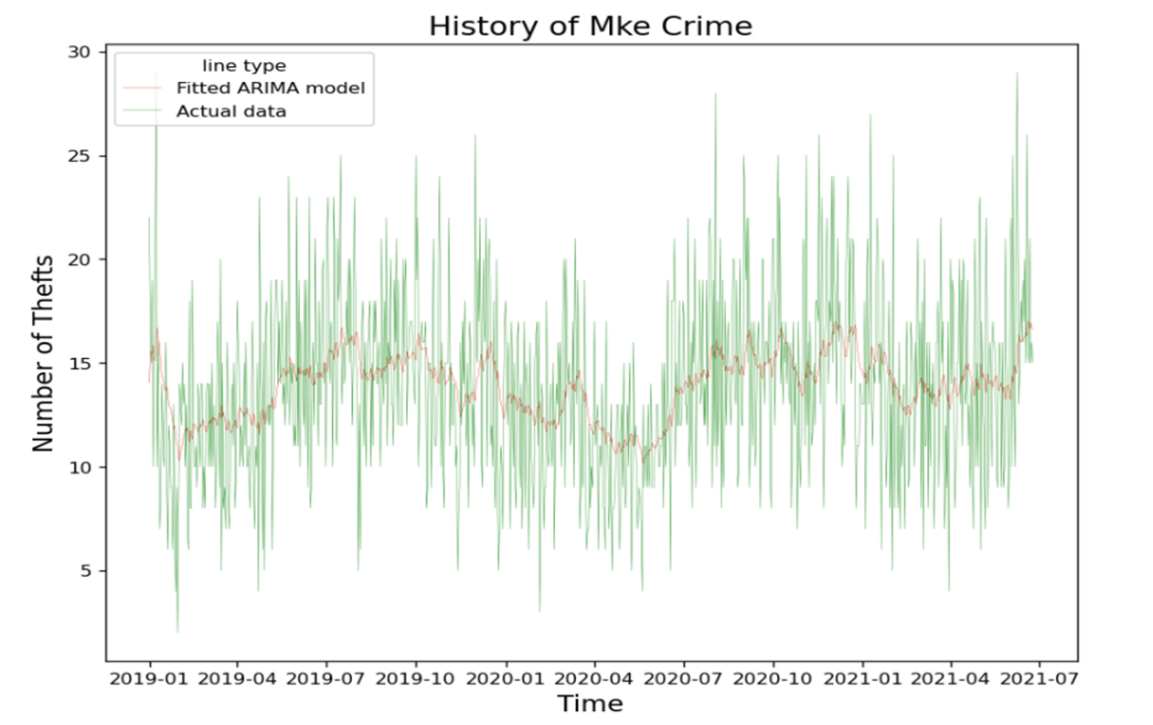 History of Mke Crime
line type
Fitted ARIMA model
Actual data
Number of Thefts
30
25
20
15
10
5
2019-01 2019-04 2019-07 2019-10 2020-01 2020-04 2020-07 2020-10 2021-01 2021-04 2021-07
Time